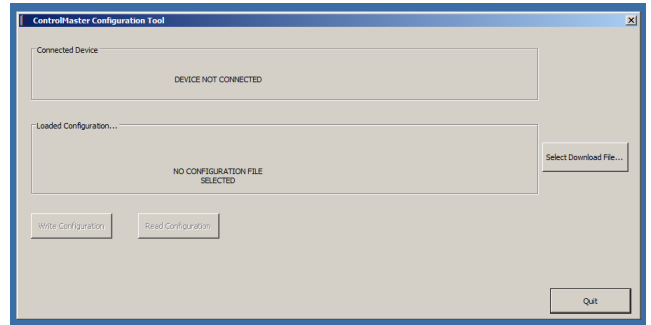 ControlMaster Configuration Tool
Connected Device
DEVICE NOT CONNECTED
Loaded Configuration...
NO CONFIGURATION FILE
SELECTED
Select Download File...
Write Configuration
Read Configuration
Quit